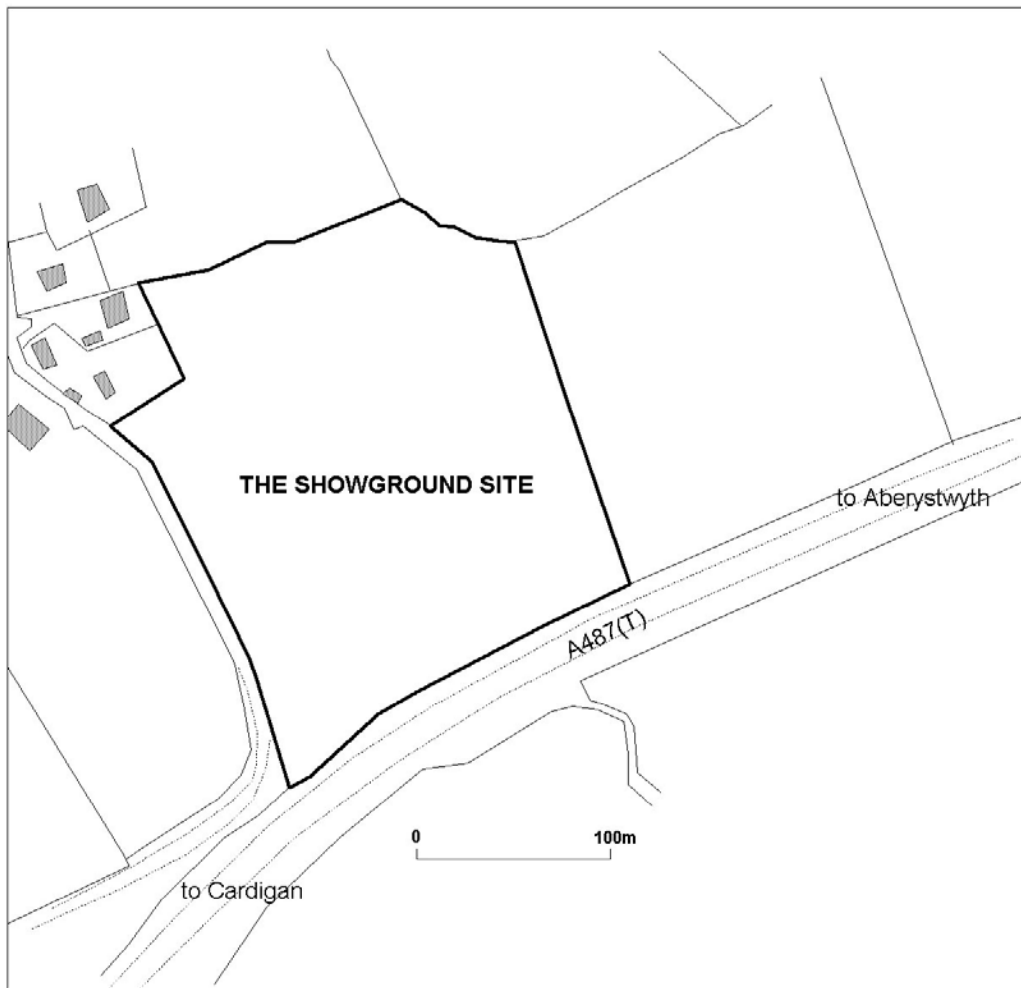 THE SHOWGROUND SITE
to Aberystwyth
A487(T)
0 100m
to Cardigan